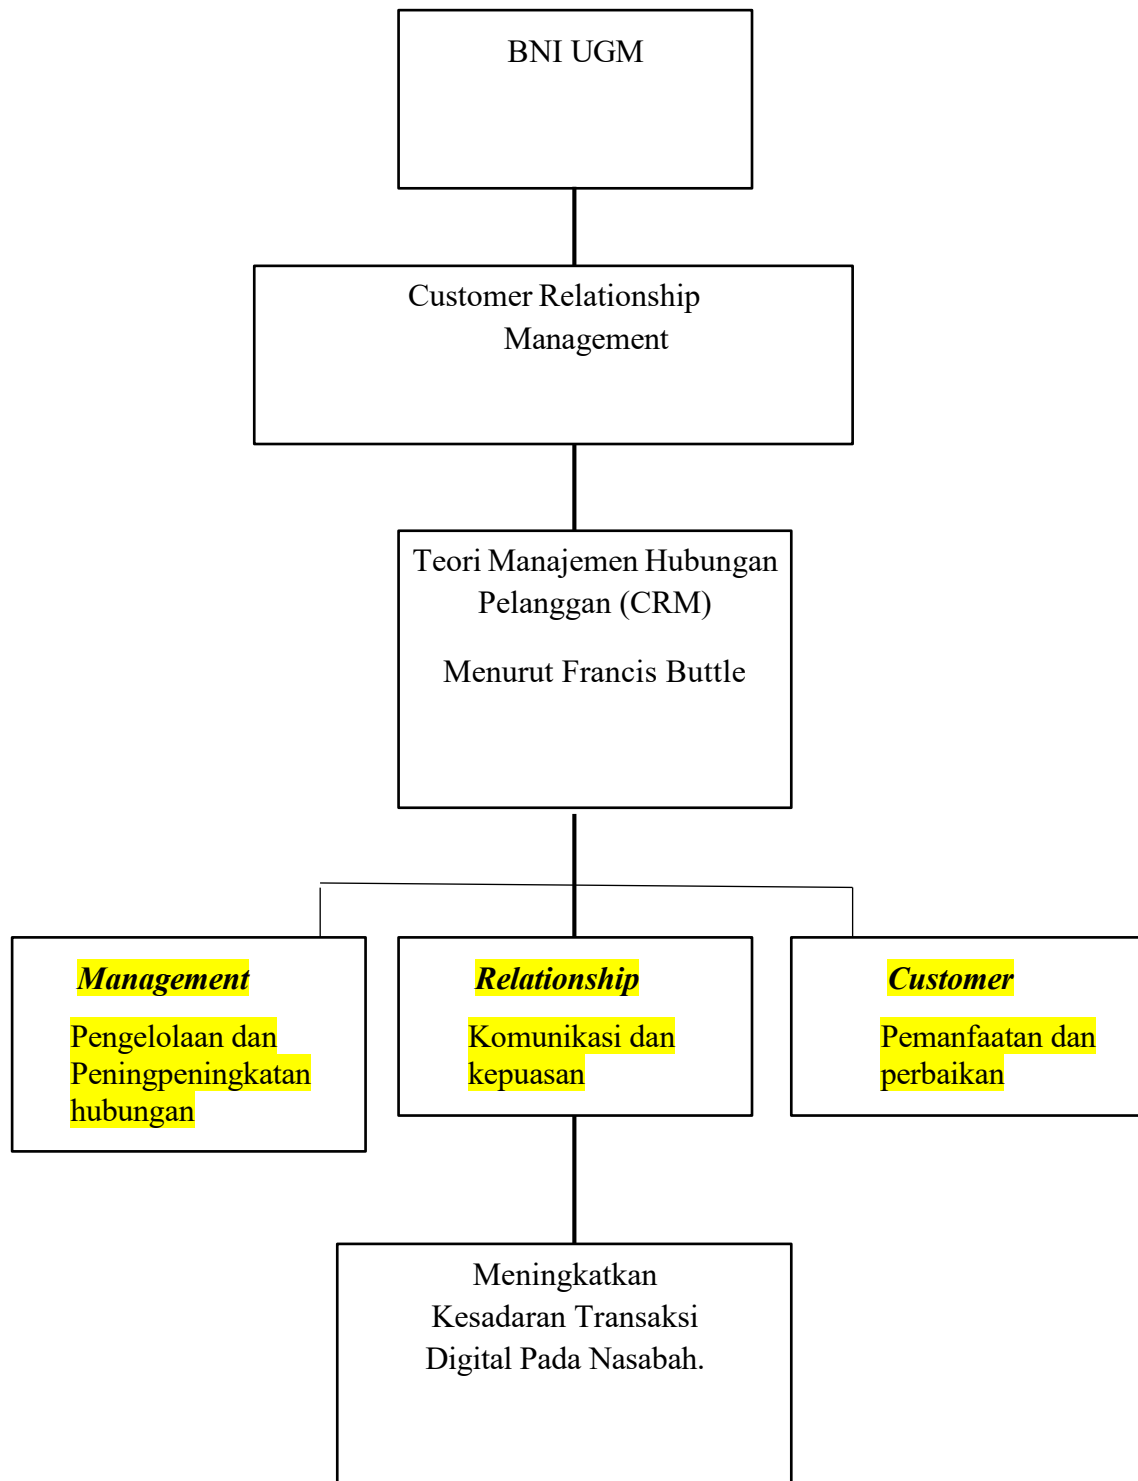 BNI UGM
Customer Relationship
Management
Teori Manajemen Hubungan
Pelanggan (CRM)
Menurut Francis Buttle
Management
Pengelolaan dan
Peningpeningkatan
hubungan
Relationship
Komunikasi dan
kepuasan
Customer
Pemanfaatan dan
perbaikan
Meningkatkan
Kesadaran Transaksi
Digital Pada Nasabah.